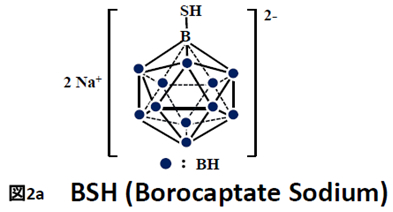 SH
2-
B
2 Na+
● : BH
図2a BSH (Borocaptate Sodium)